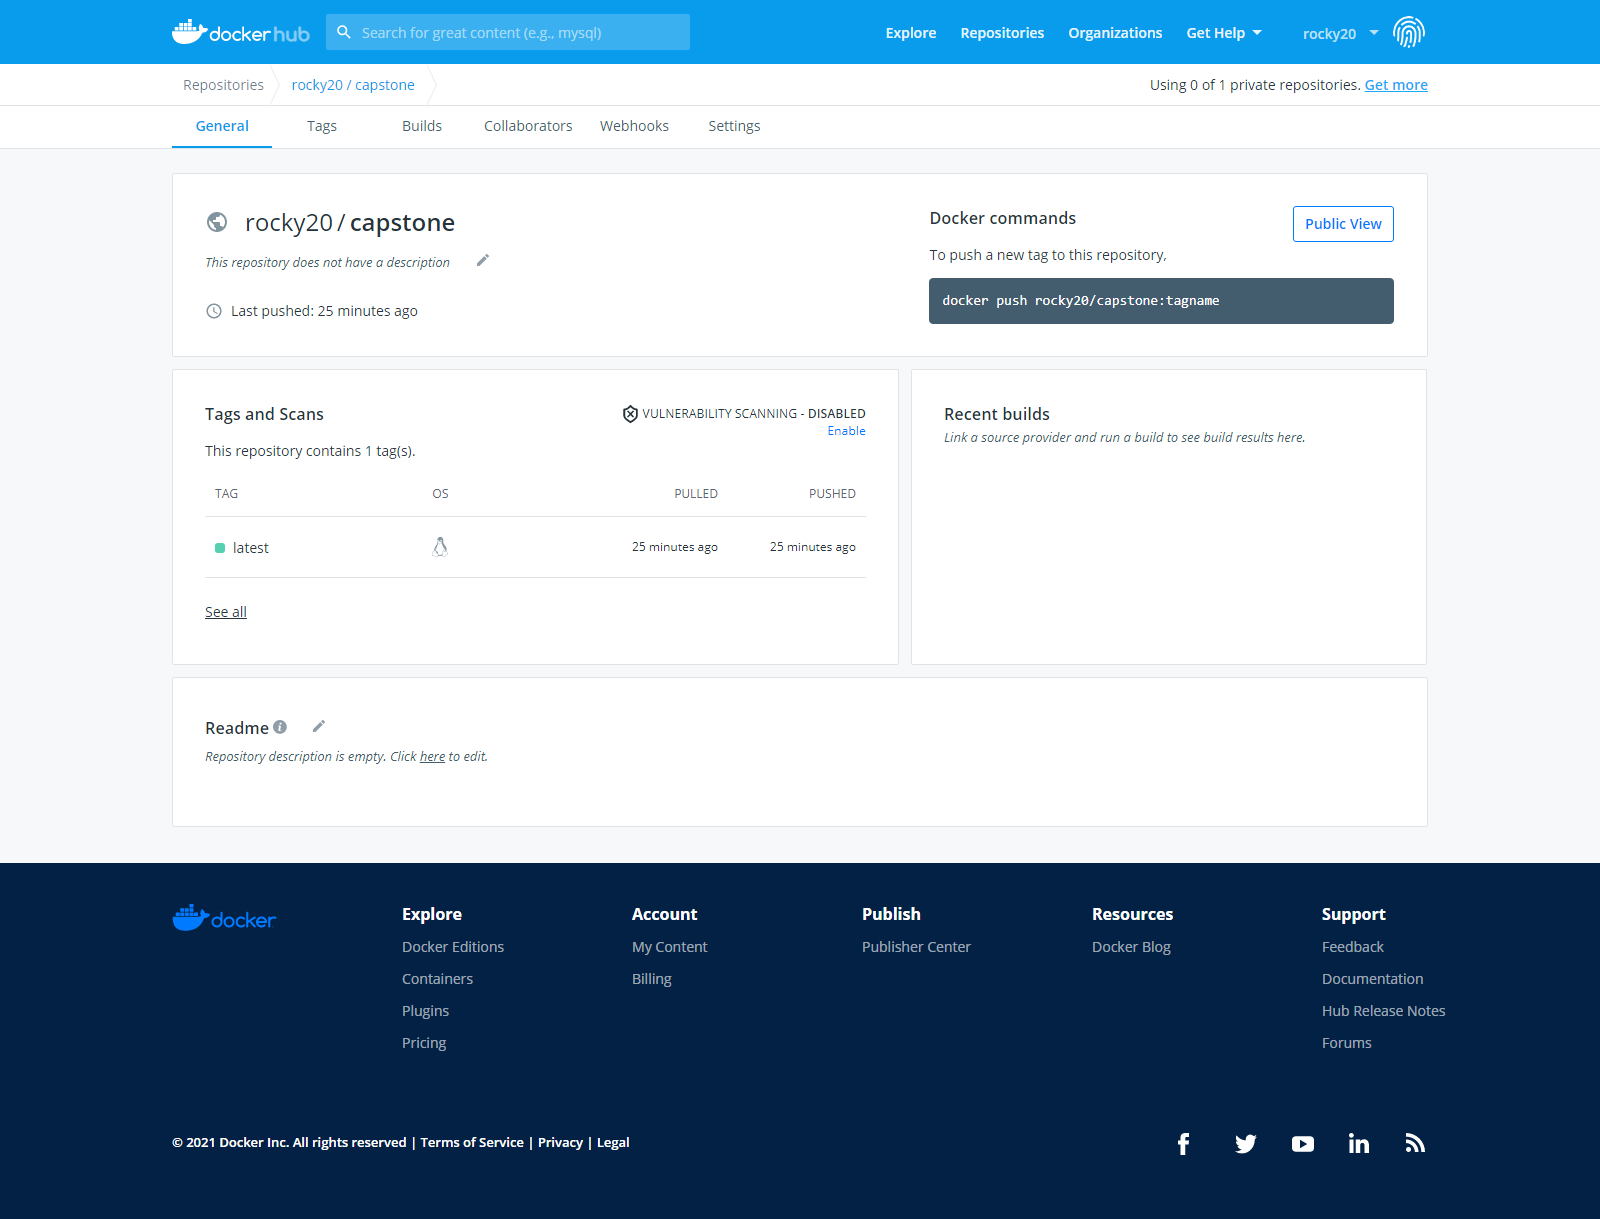 docker hub
Search for great content (e.g., mysql)
Explore Repositories Organizations Get Help rocky20
Repositories rocky20 / capstone
Using 0 of 1 private repositories. Get more
General Tags Builds Collaborators Webhooks Settings
rocky20 / capstone
This repository does not have a description
Last pushed: 25 minutes ago
Docker commands
Public View
To push a new tag to this repository,
docker push rocky20/capstone:tagname
Tags and Scans
VULNERABILITY SCANNING - DISABLED
Enable
This repository contains 1 tag(s).
TAG OS PULLED PUSHED
latest 25 minutes ago 25 minutes ago
See all
Recent builds
Link a source provider and run a build to see build results here.
Readme
Repository description is empty. Click here to edit.
docker
Explore
Docker Editions
Containers
Plugins
Pricing
Account
My Content
Billing
Publish
Publisher Center
Resources
Docker Blog
Support
Feedback
Documentation
Hub Release Notes
Forums
© 2021 Docker Inc. All rights reserved | Terms of Service | Privacy | Legal